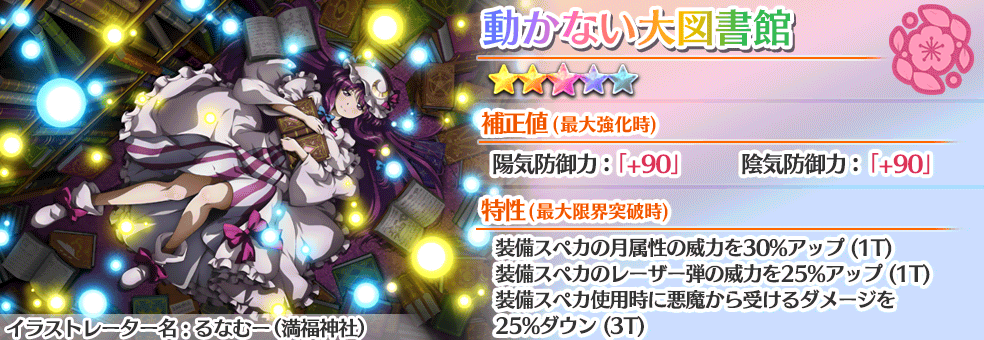 動かない大図書館
補正値 (最大強化時)
陽気防御力：「+90」 陰気防御力：「+90」
特性 (最大限界突破時)
装備スペカの月属性の威力を30%アップ (1T)
装備スペカのレーザー弾の威力を25%アップ (1T)
装備スペカ使用時に悪魔から受けるダメージを
25%ダウン (3T)
イラストレーター名 : るなむー (満福神社)